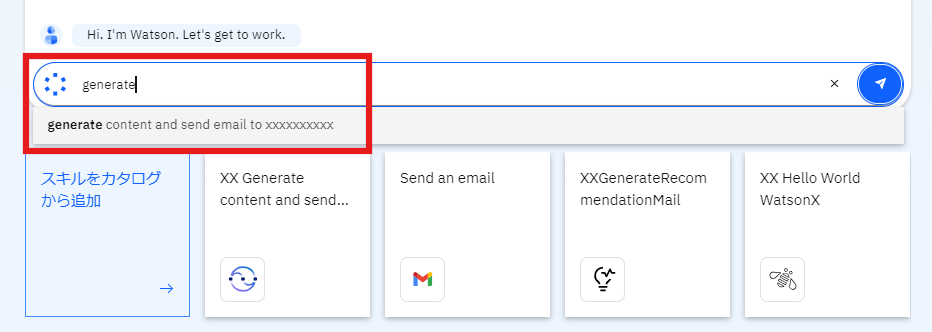 Hi. I'm Watson. Let's get to work.
generate
generate content and send email to xxxxxxxxxx
スキルをカタログ
から追加
XX Generate
content and send...
Send an email
XXGenerateRecom
mendationMail
XX Hello World
WatsonX